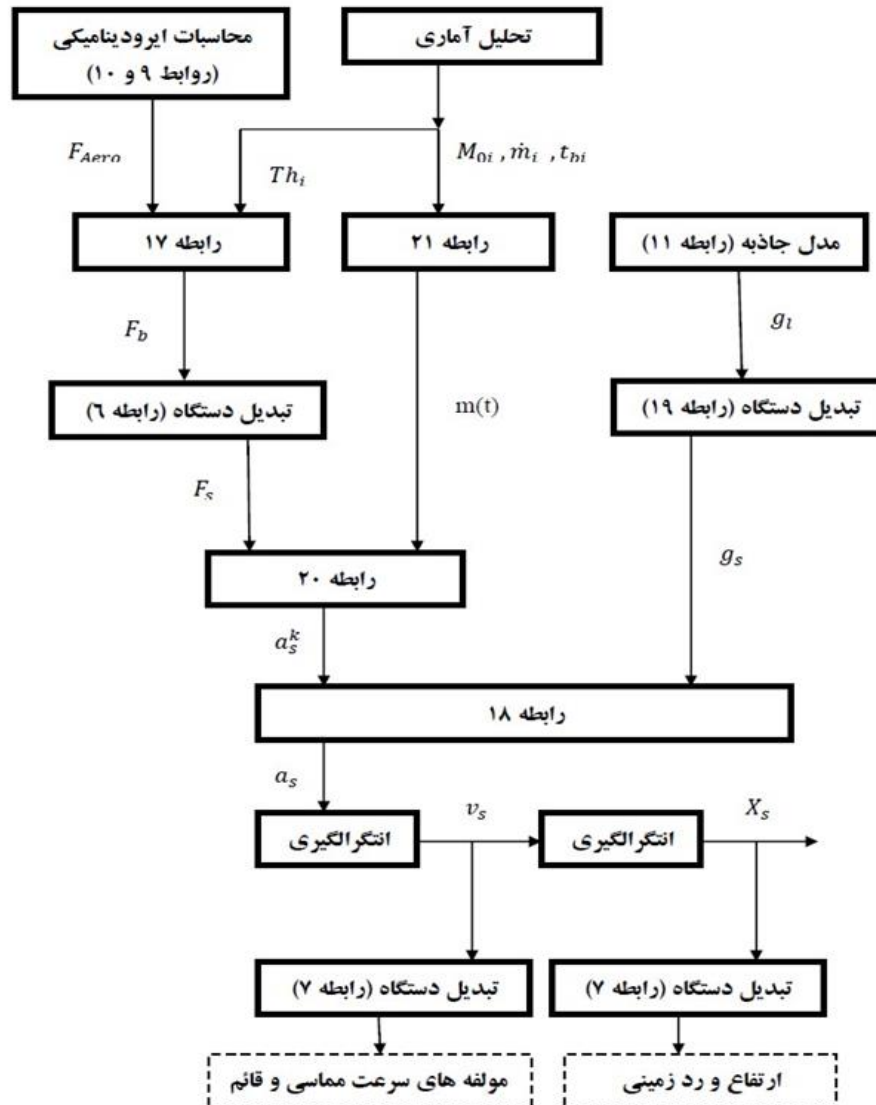 محاسبات ایرودینامیکی
(روابط ۹ و ۱۰)
تحلیل آماری
F_Aero
Th_i
M_0i , ṁ_i , t_bi
رابطه ۱۷
رابطه ۲۱
مدل جاذبه (رابطه ۱۱)
F_b
g_l
تبدیل دستگاه (رابطه ٦)
m(t)
تبدیل دستگاه (رابطه ۱۹)
F_s
g_s
رابطه ۲۰
a_s^k
رابطه ۱۸
a_s
v_s
X_s
انتگرالگیری
انتگرالگیری
تبدیل دستگاه (رابطه ۷)
تبدیل دستگاه (رابطه ۷)
ارتفاع و رد زمینی
مولفه های سرعت مماسی و قائم